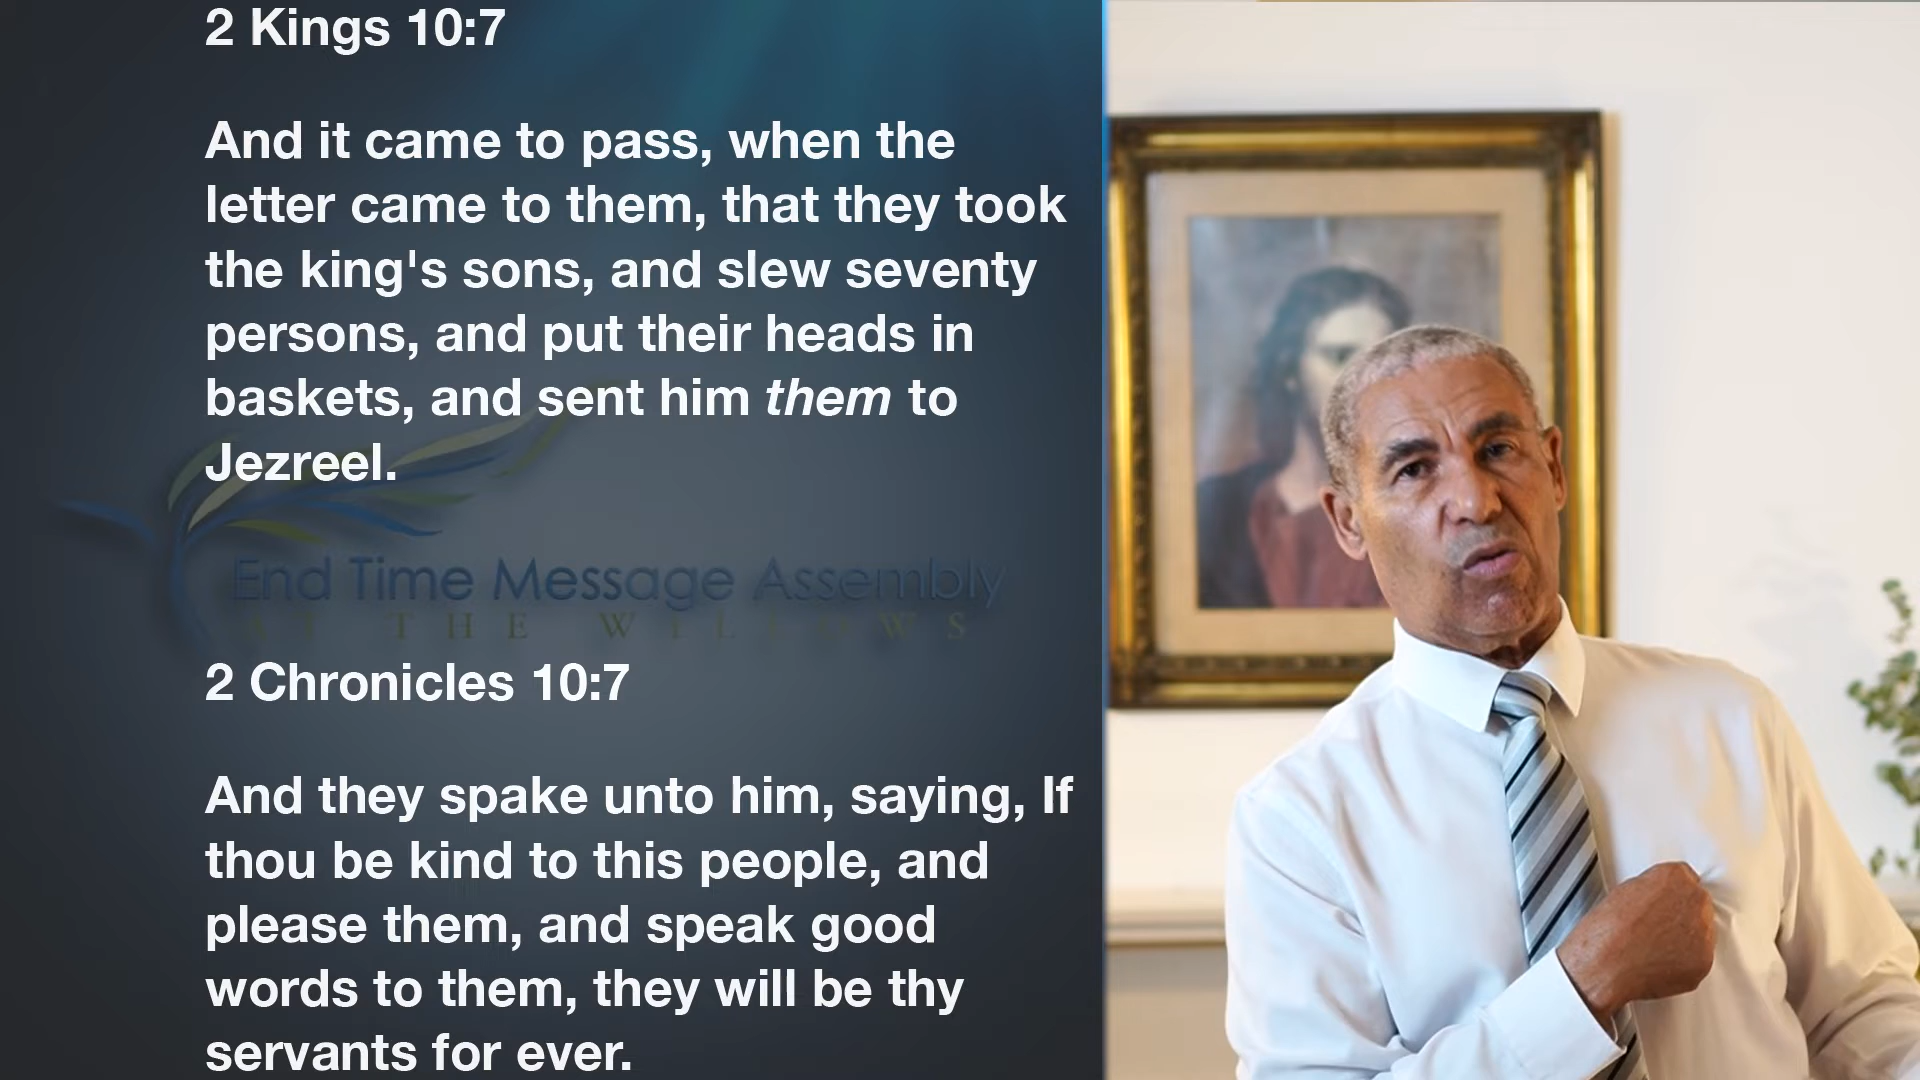 2 Kings 10:7
And it came to pass, when the
letter came to them, that they took
the king's sons, and slew seventy
persons, and put their heads in
baskets, and sent him them to
Jezreel.
End Time Message Assembly
AT THE WILLOWS
2 Chronicles 10:7
And they spake unto him, saying, If
thou be kind to this people, and
please them, and speak good
words to them, they will be thy
servants for ever.